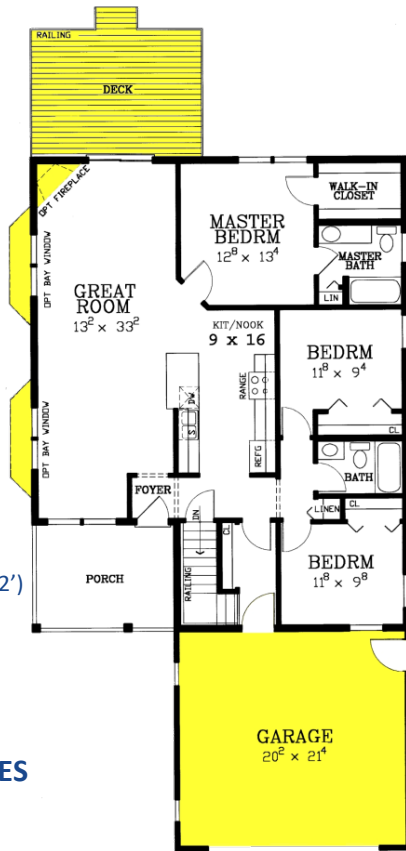 RAILING
DECK
OPT FIREPLACE
WALK-IN
CLOSET
MASTER
BEDRM
12⁸ × 13⁴
MASTER
BATH
LIN
OPT BAY WINDOW
GREAT
ROOM
13² × 33²
KIT/NOOK
9 x 16
BEDRM
11⁸ × 9⁴
CL
RANGE
DW
S
REFG
OPT BAY WINDOW
BATH
FOYER
LINEN
CL
DN
CL
RAILING
BEDRM
11⁸ × 9⁸
PORCH
2’)
GARAGE
20² × 21⁴
ES